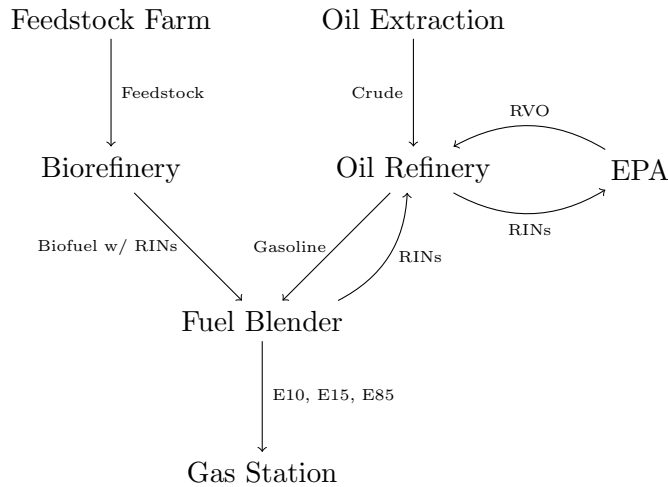 Feedstock Farm
Oil Extraction
Feedstock
Crude
RVO
Biorefinery
Oil Refinery
EPA
RINs
Biofuel w/ RINs
Gasoline
RINs
Fuel Blender
E10, E15, E85
Gas Station